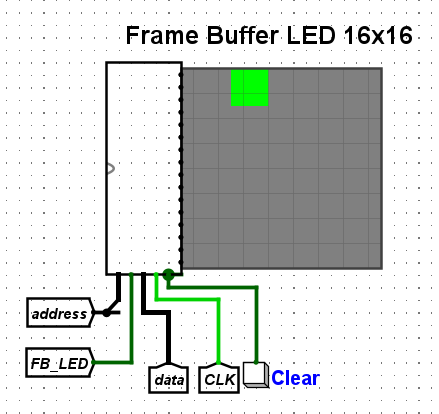 Frame Buffer LED 16x16
address
FB_LED
data
CLK
Clear